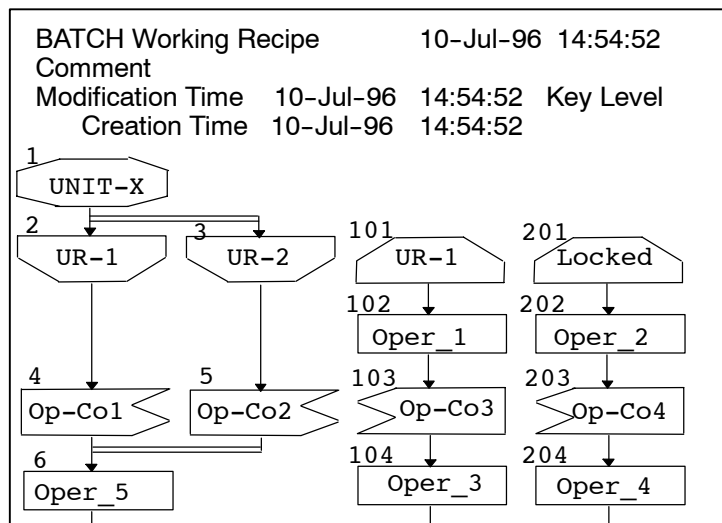 BATCH Working Recipe 10-Jul-96 14:54:52
Comment
Modification Time 10-Jul-96 14:54:52 Key Level
Creation Time 10-Jul-96 14:54:52
1
UNIT-X
2 3 101 201
UR-1 UR-2 UR-1 Locked
102 202
Oper_1 Oper_2
4 5 103 203
Op-Co1 Op-Co2 Op-Co3 Op-Co4
6 104 204
Oper_5 Oper_3 Oper_4